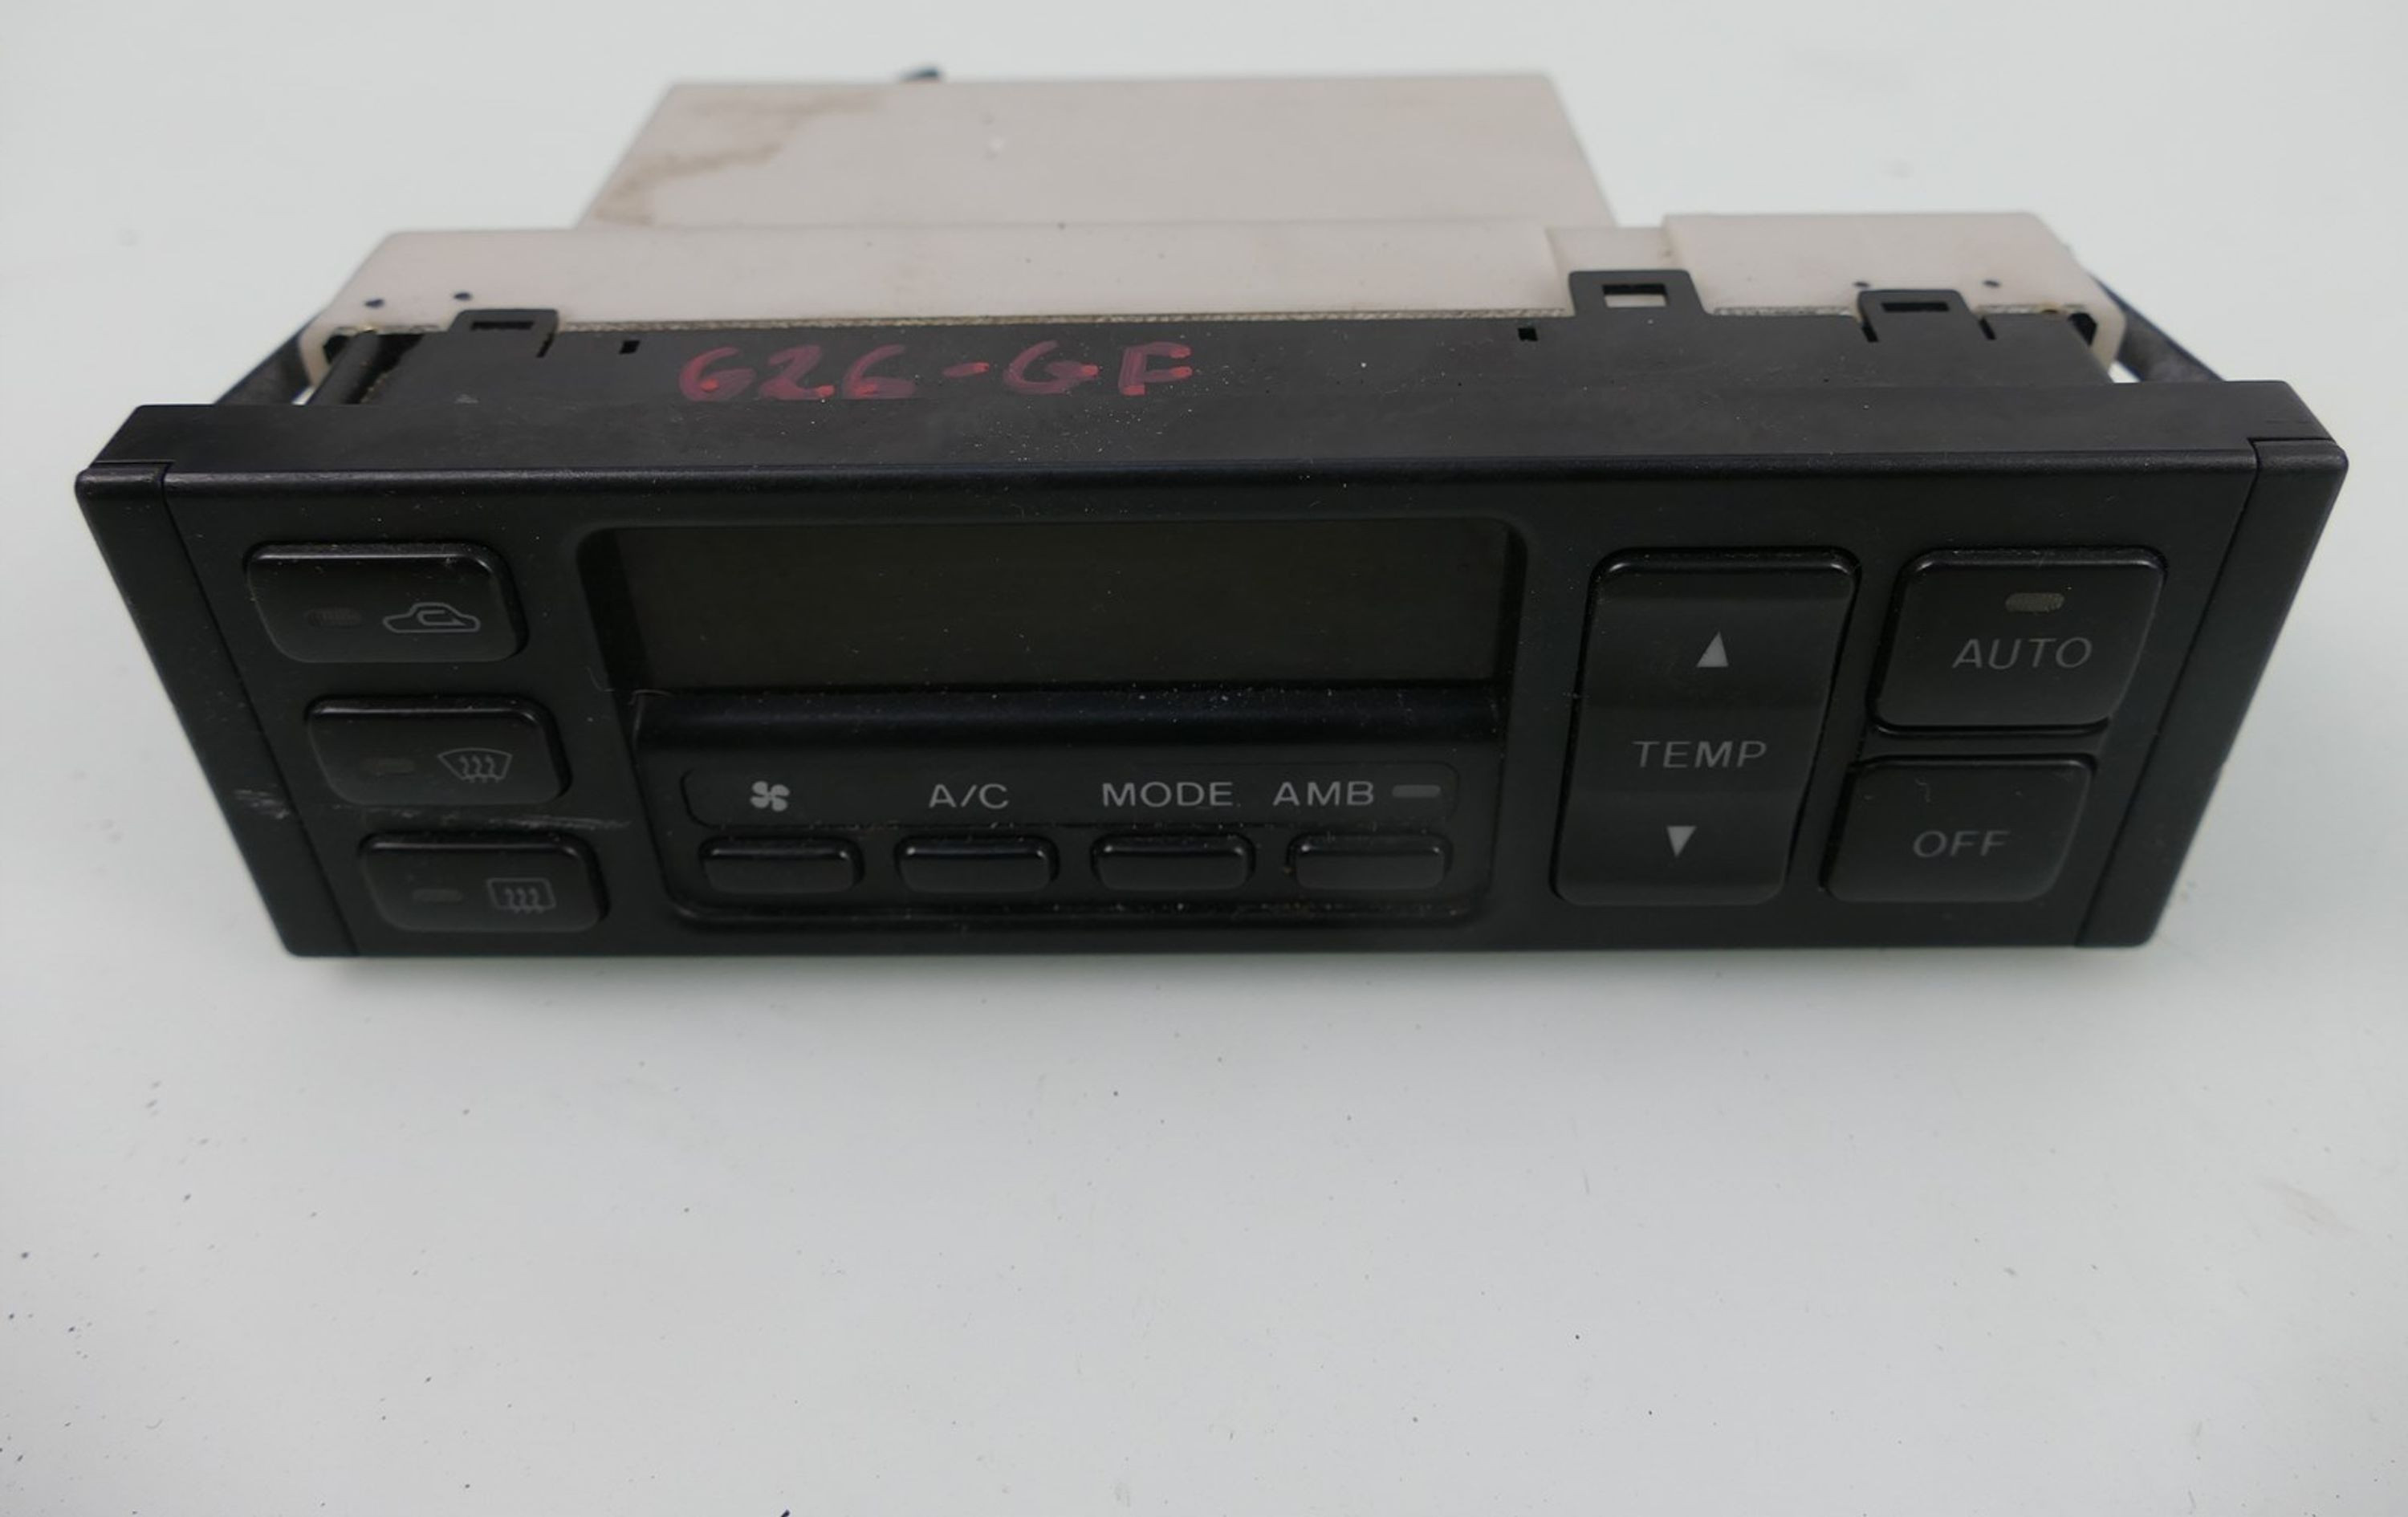 626-GF
AUTO
TEMP
A/C MODE AMB
OFF